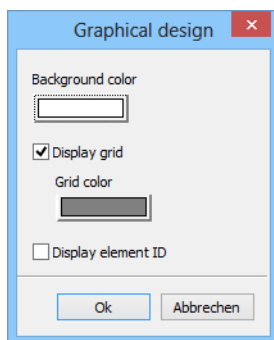 Graphical design
Background color
Display grid
Grid color
Display element ID
Ok
Abbrechen